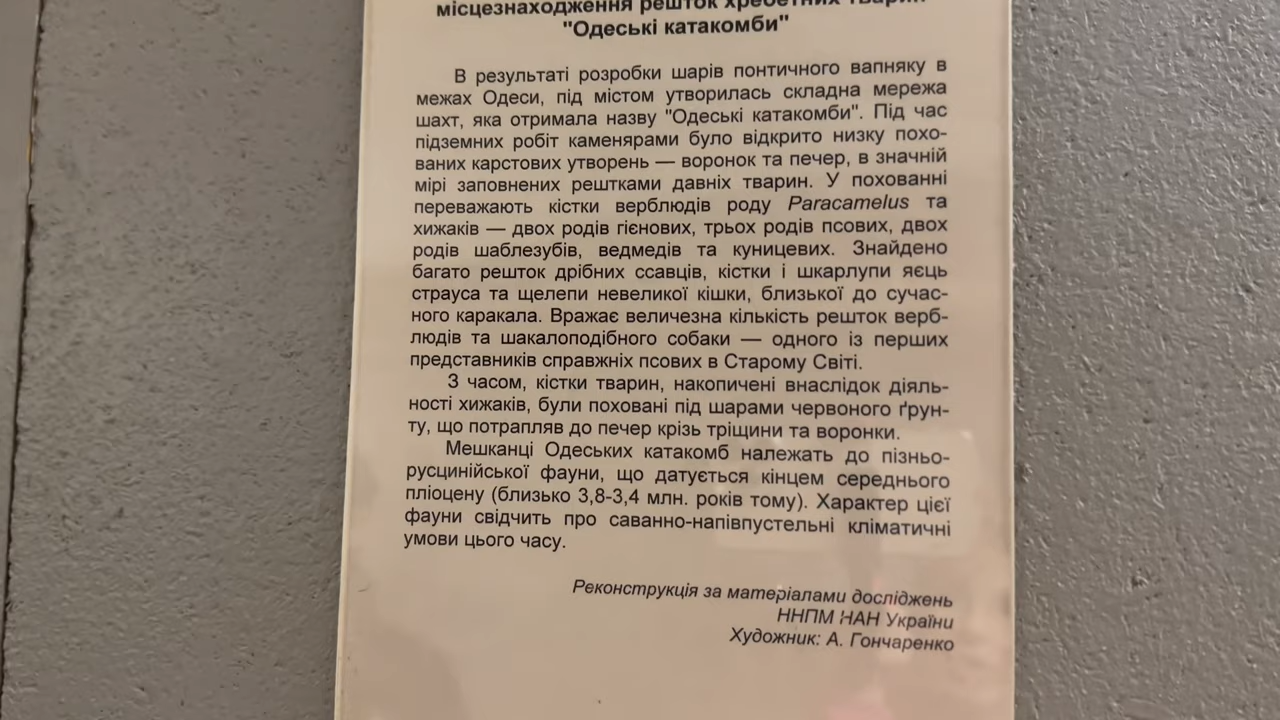 місцезнаходження решток хребетних тварин
"Одеські катакомби"
В результаті розробки шарів понтичного вапняку в
межах Одеси, під містом утворилась складна мережа
шахт, яка отримала назву "Одеські катакомби". Під час
підземних робіт каменярами було відкрито низку похо-
ваних карстових утворень — воронок та печер, в значній
мірі заповнених рештками давніх тварин. У похованні
переважають кістки верблюдів роду Paracamelus та
хижаків — двох родів гієнових, трьох родів псових, двох
родів шаблезубів, ведмедів та куницевих. Знайдено
багато решток дрібних ссавців, кістки і шкарлупи яєць
страуса та щелепи невеликої кішки, близької до сучас-
ного каракала. Вражає величезна кількість решток верб-
людів та шакалоподібного собаки — одного із перших
представників справжніх псових в Старому Світі.
З часом, кістки тварин, накопичені внаслідок діяль-
ності хижаків, були поховані під шарами червоного ґрун-
ту, що потрапляв до печер крізь тріщини та воронки.
Мешканці Одеських катакомб належать до пізньо-
русцинійської фауни, що датується кінцем середнього
пліоцену (близько 3,8-3,4 млн. років тому). Характер цієї
фауни свідчить про саванно-напівпустельні кліматичні
умови цього часу.
Реконструкція за матеріалами досліджень
ННПМ НАН України
Художник: А. Гончаренко